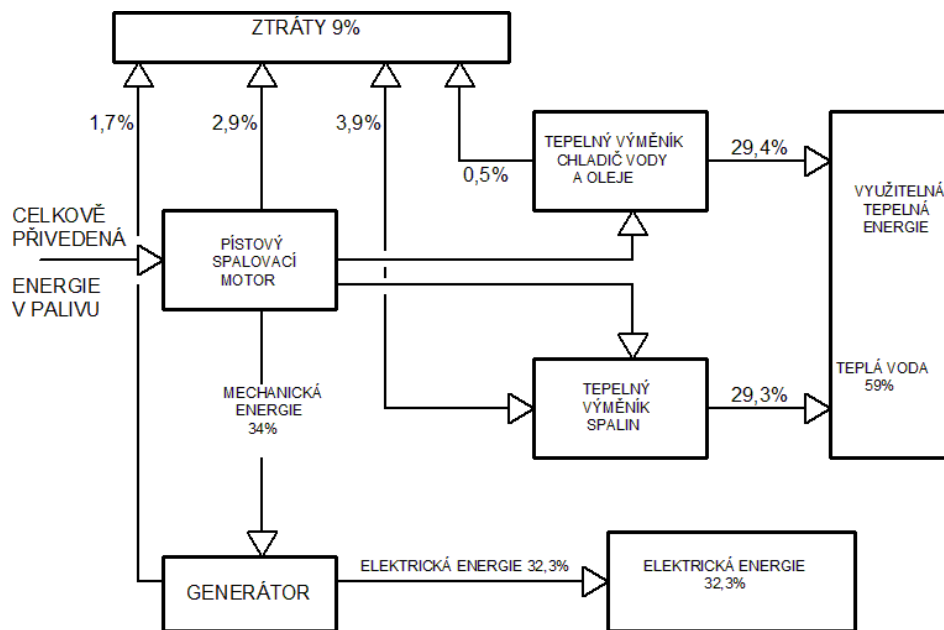 ZTRÁTY 9%
1,7%
2,9%
3,9%
0,5%
TEPELNÝ VÝMĚNÍK
CHLADIČ VODY
A OLEJE
29,4%
VYUŽITELNÁ
TEPELNÁ
ENERGIE
CELKOVĚ
PŘIVEDENÁ
ENERGIE
V PALIVU
PÍSTOVÝ
SPALOVACÍ
MOTOR
MECHANICKÁ
ENERGIE
34%
TEPELNÝ
VÝMĚNÍK
SPALIN
29,3%
TEPLÁ VODA
59%
GENERÁTOR
ELEKTRICKÁ ENERGIE 32,3%
ELEKTRICKÁ ENERGIE
32,3%